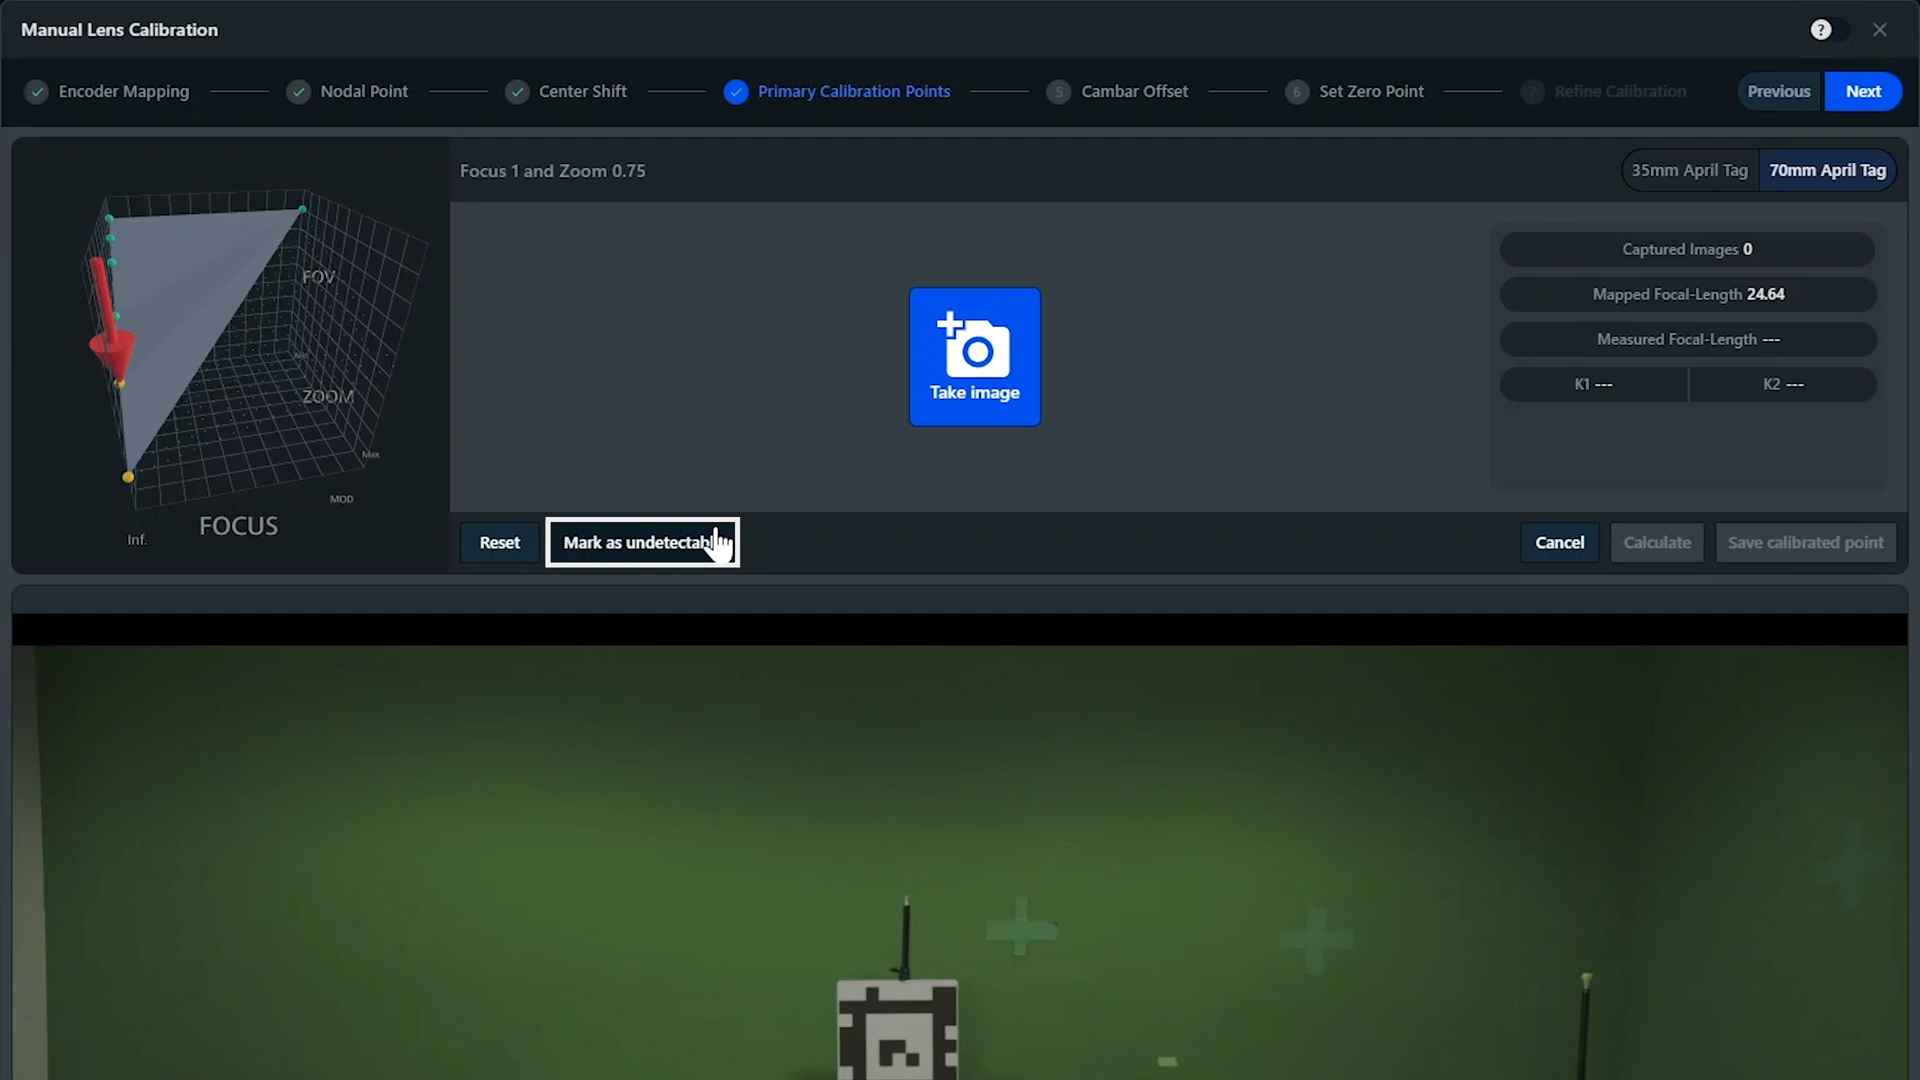 Manual Lens Calibration
?
Encoder Mapping
Nodal Point
Center Shift
Primary Calibration Points
5 Cambar Offset
6 Set Zero Point
7 Refine Calibration
Previous
Next
Focus 1 and Zoom 0.75
35mm April Tag
70mm April Tag
FOV
Min
ZOOM
Max
MOD
FOCUS
Inf.
Take image
Captured Images 0
Mapped Focal-Length 24.64
Measured Focal-Length ---
K1 ---
K2 ---
Reset
Mark as undetectabl
Cancel
Calculate
Save calibrated point